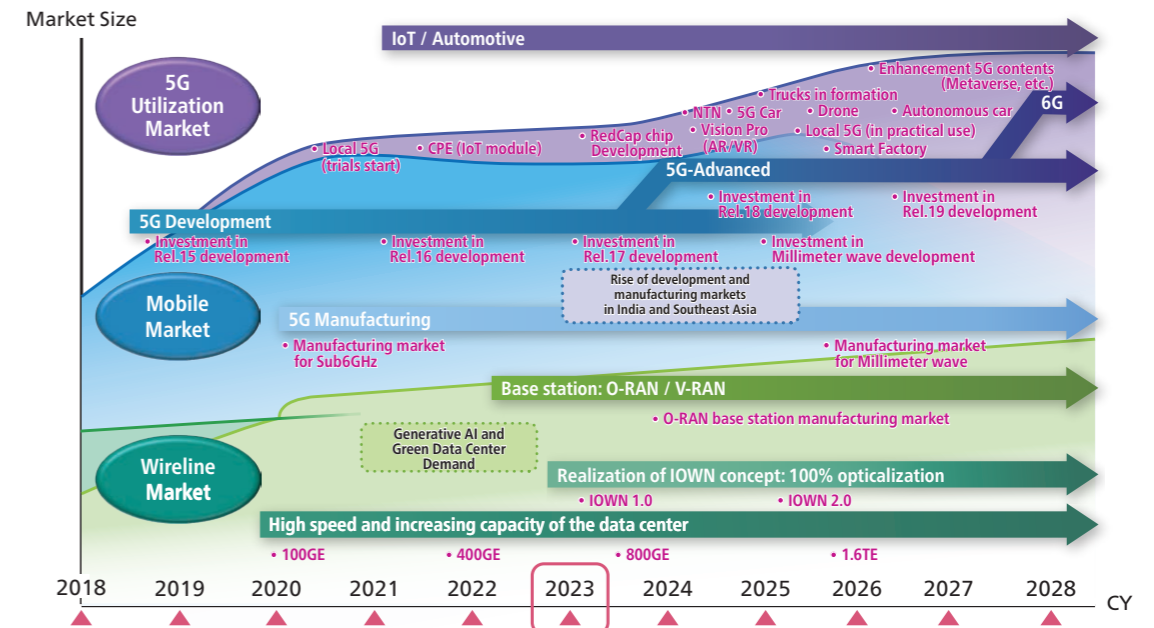 Market Size
IoT / Automotive
5G
Utilization
Market
• Enhancement 5G contents
(Metaverse, etc.)
6G
• Trucks in formation
• NTN • 5G Car
• Drone
• Autonomous car
• RedCap chip
Development
• Vision Pro
(AR/VR)
• Local 5G (in practical use)
• Smart Factory
• Local 5G
(trials start)
• CPE (IoT module)
5G-Advanced
• Investment in
Rel.18 development
• Investment in
Rel.19 development
5G Development
• Investment in
Rel.15 development
• Investment in
Rel.16 development
• Investment in
Rel.17 development
• Investment in
Millimeter wave development
Mobile
Market
Rise of development and
manufacturing markets
in India and Southeast Asia
5G Manufacturing
• Manufacturing market
for Sub6GHz
• Manufacturing market
for Millimeter wave
Base station: O-RAN / V-RAN
• O-RAN base station manufacturing market
Generative AI and
Green Data Center
Demand
Wireline
Market
Realization of IOWN concept: 100% opticalization
• IOWN 1.0
• IOWN 2.0
High speed and increasing capacity of the data center
• 100GE
• 400GE
• 800GE
• 1.6TE
2018 2019 2020 2021 2022 2023 2024 2025 2026 2027 2028
CY